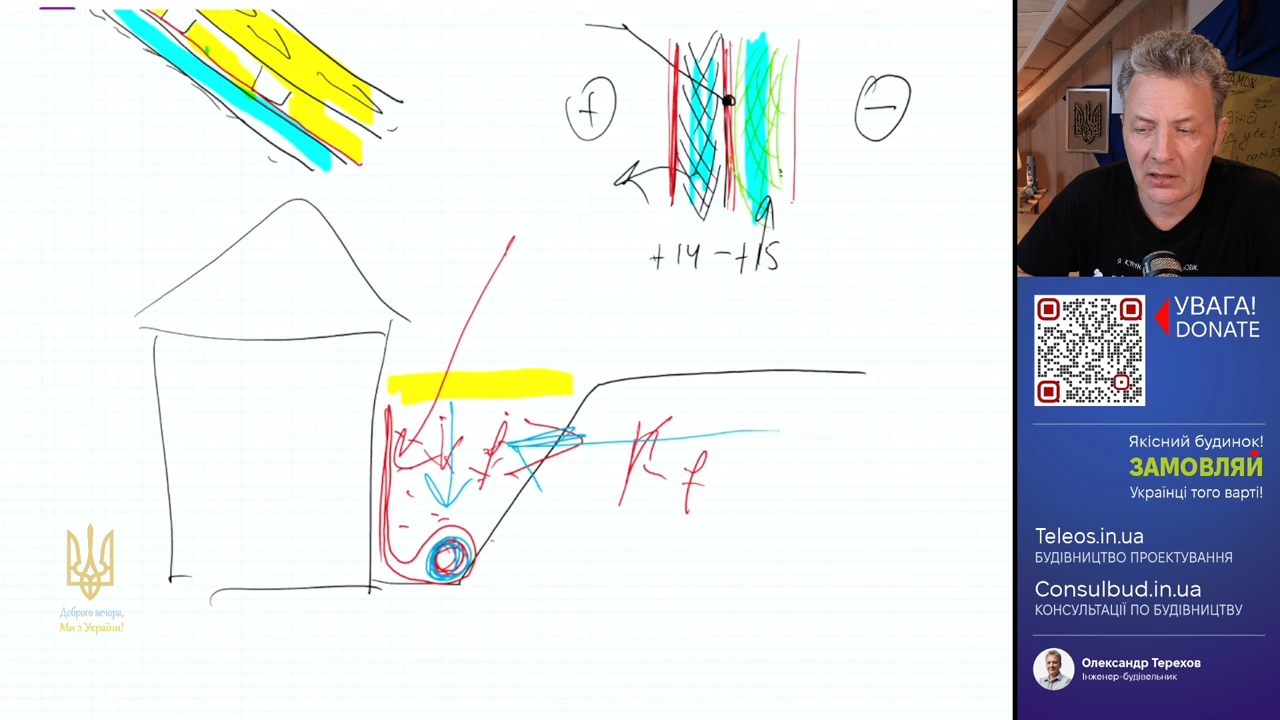 +
−
+14 − +15
Кф
УВАГА!
DONATE
Якісний будинок!
ЗАМОВЛЯЙ
Українці того варті!
Teleos.in.ua
БУДІВНИЦТВО ПРОЕКТУВАННЯ
Consulbud.in.ua
КОНСУЛЬТАЦІЇ ПО БУДІВНИЦТВУ
Олександр Терехов
Інженер-будівельник
Доброго вечора,
Ми з України!